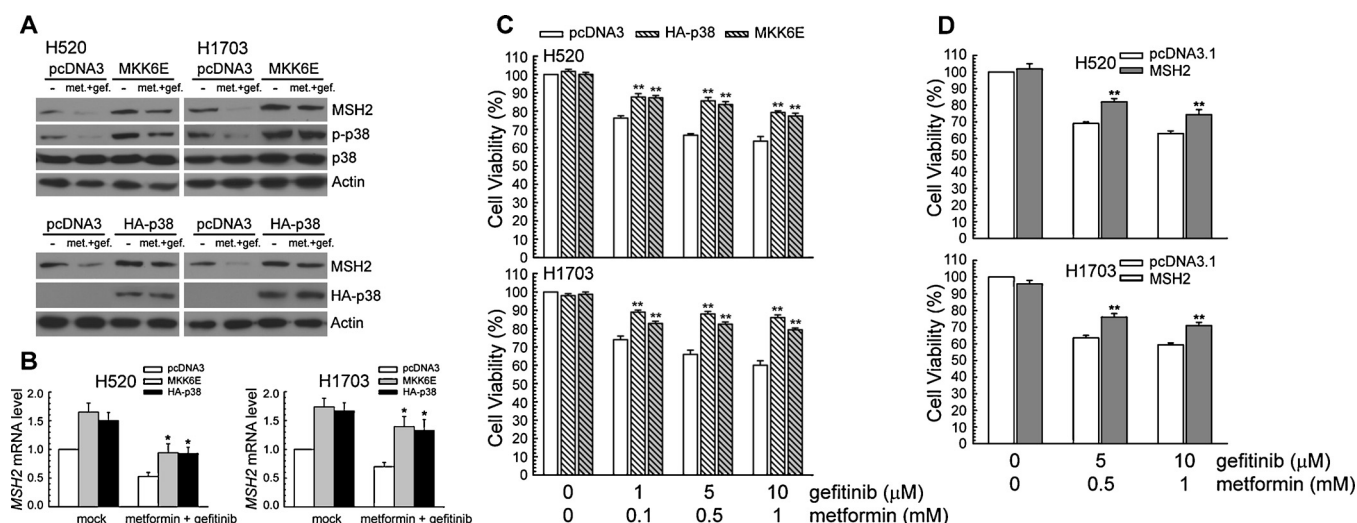 A
H520
H1703
pcDNA3 MKK6E pcDNA3 MKK6E
- met.+gef. - met.+gef. - met.+gef. - met.+gef.
MSH2
p-p38
p38
Actin
pcDNA3 HA-p38 pcDNA3 HA-p38
- met.+gef. - met.+gef. - met.+gef. - met.+gef.
MSH2
HA-p38
Actin
B
H520
pcDNA3
MKK6E
HA-p38
MSH2 mRNA level
2.0
1.5
1.0
0.5
0.0
* *
mock metformin + gefitinib
H1703
pcDNA3
MKK6E
HA-p38
MSH2 mRNA level
2.0
1.5
1.0
0.5
0.0
* *
mock metformin + gefitinib
C
pcDNA3 HA-p38 MKK6E
H520
Cell Viability (%)
110
100
90
80
70
60
50
40
30
20
10
0
** ** ** ** ** **
H1703
Cell Viability (%)
110
100
90
80
70
60
50
40
30
20
10
0
** ** ** ** ** **
0 1 5 10 gefitinib (μM)
0 0.1 0.5 1 metformin (mM)
D
H520
pcDNA3.1
MSH2
Cell Viability (%)
110
100
90
80
70
60
50
40
30
20
10
0
** **
H1703
pcDNA3.1
MSH2
Cell Viability (%)
110
100
90
80
70
60
50
40
30
20
10
0
** **
0 5 10 gefitinib (μM)
0 0.5 1 metformin (mM)